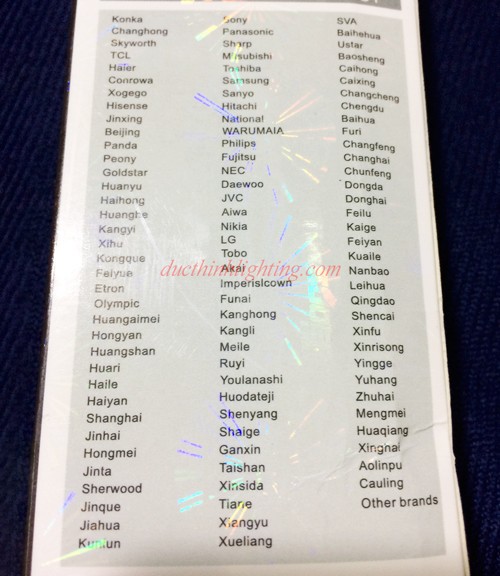 Konka
Changhong
Skyworth
TCL
Haier
Conrowa
Xogego
Hisense
Jinxing
Beijing
Panda
Peony
Goldstar
Huanyu
Haihong
Huanghe
Kangyi
Xihu
Kongque
Feiyue
Etron
Olympic
Huangaimei
Hongyan
Huangshan
Huari
Haile
Haiyan
Shanghai
Jinhai
Hongmei
Jinta
Sherwood
Jinque
Jiahua
Kunlun
Sony
Panasonic
Sharp
Mitsubishi
Toshiba
Samsung
Sanyo
Hitachi
National
WARUMAIA
Philips
Fujitsu
NEC
Daewoo
JVC
Aiwa
Nikia
LG
Tobo
Akai
Imperislcown
Funai
Kanghong
Kangli
Meile
Ruyi
Youlanashi
Huodateji
Shenyang
Shaige
Ganxin
Taishan
Xinsida
Tiane
Xiangyu
Xueliang
SVA
Baihehua
Ustar
Baosheng
Caihong
Caixing
Changcheng
Chengdu
Baihua
Furi
Changfeng
Changhai
Chunfeng
Dongda
Donghai
Feilu
Kaige
Feiyan
Kuaile
Nanbao
Leihua
Qingdao
Shencai
Xinfu
Xinrisong
Yingge
Yuhang
Zhuhai
Mengmei
Huaqiang
Xinghai
Aolinpu
Cauling
Other brands
ducthinhlighting.com